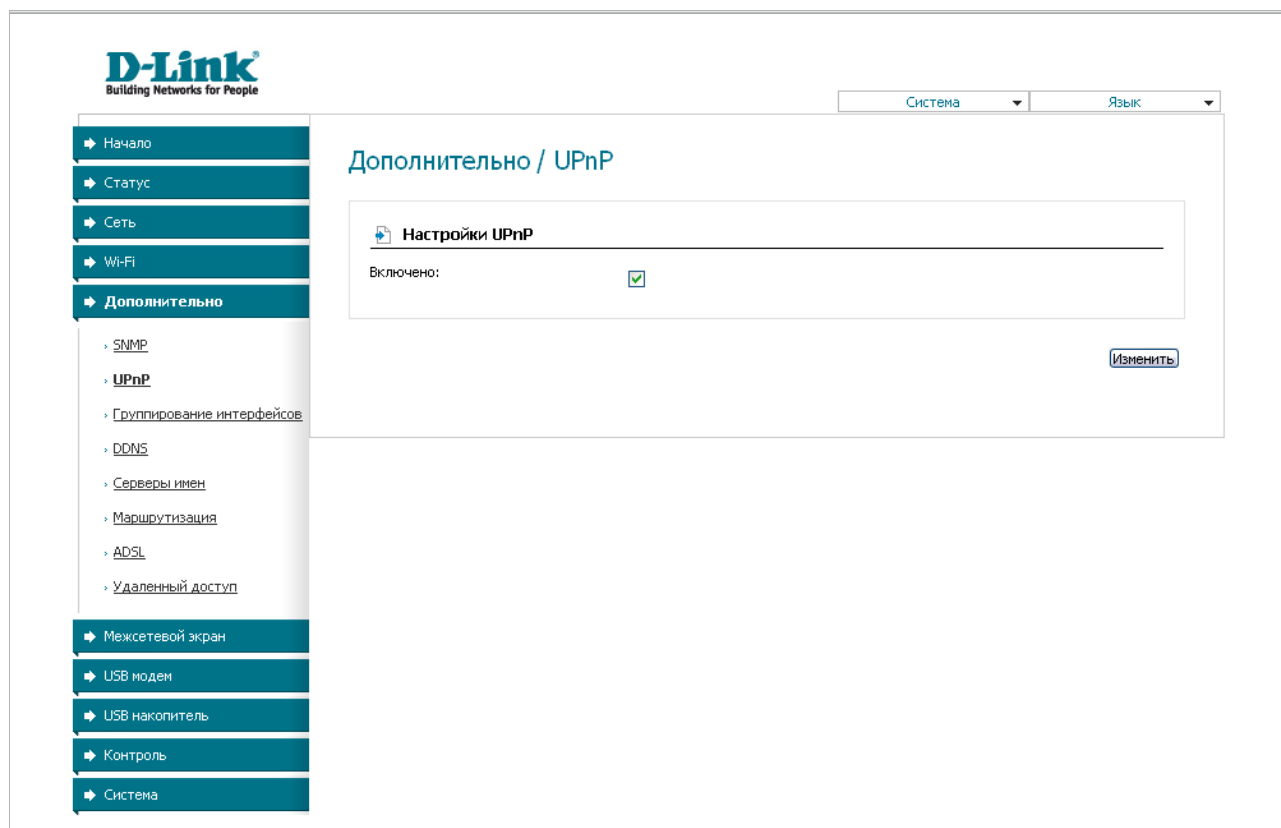 D-Link
Building Networks for People
Система
Язык
Начало
Статус
Сеть
Wi-Fi
Дополнительно
SNMP
UPnP
Группирование интерфейсов
DDNS
Серверы имен
Маршрутизация
ADSL
Удаленный доступ
Межсетевой экран
USB модем
USB накопитель
Контроль
Система
Дополнительно / UPnP
Настройки UPnP
Включено:
Изменить